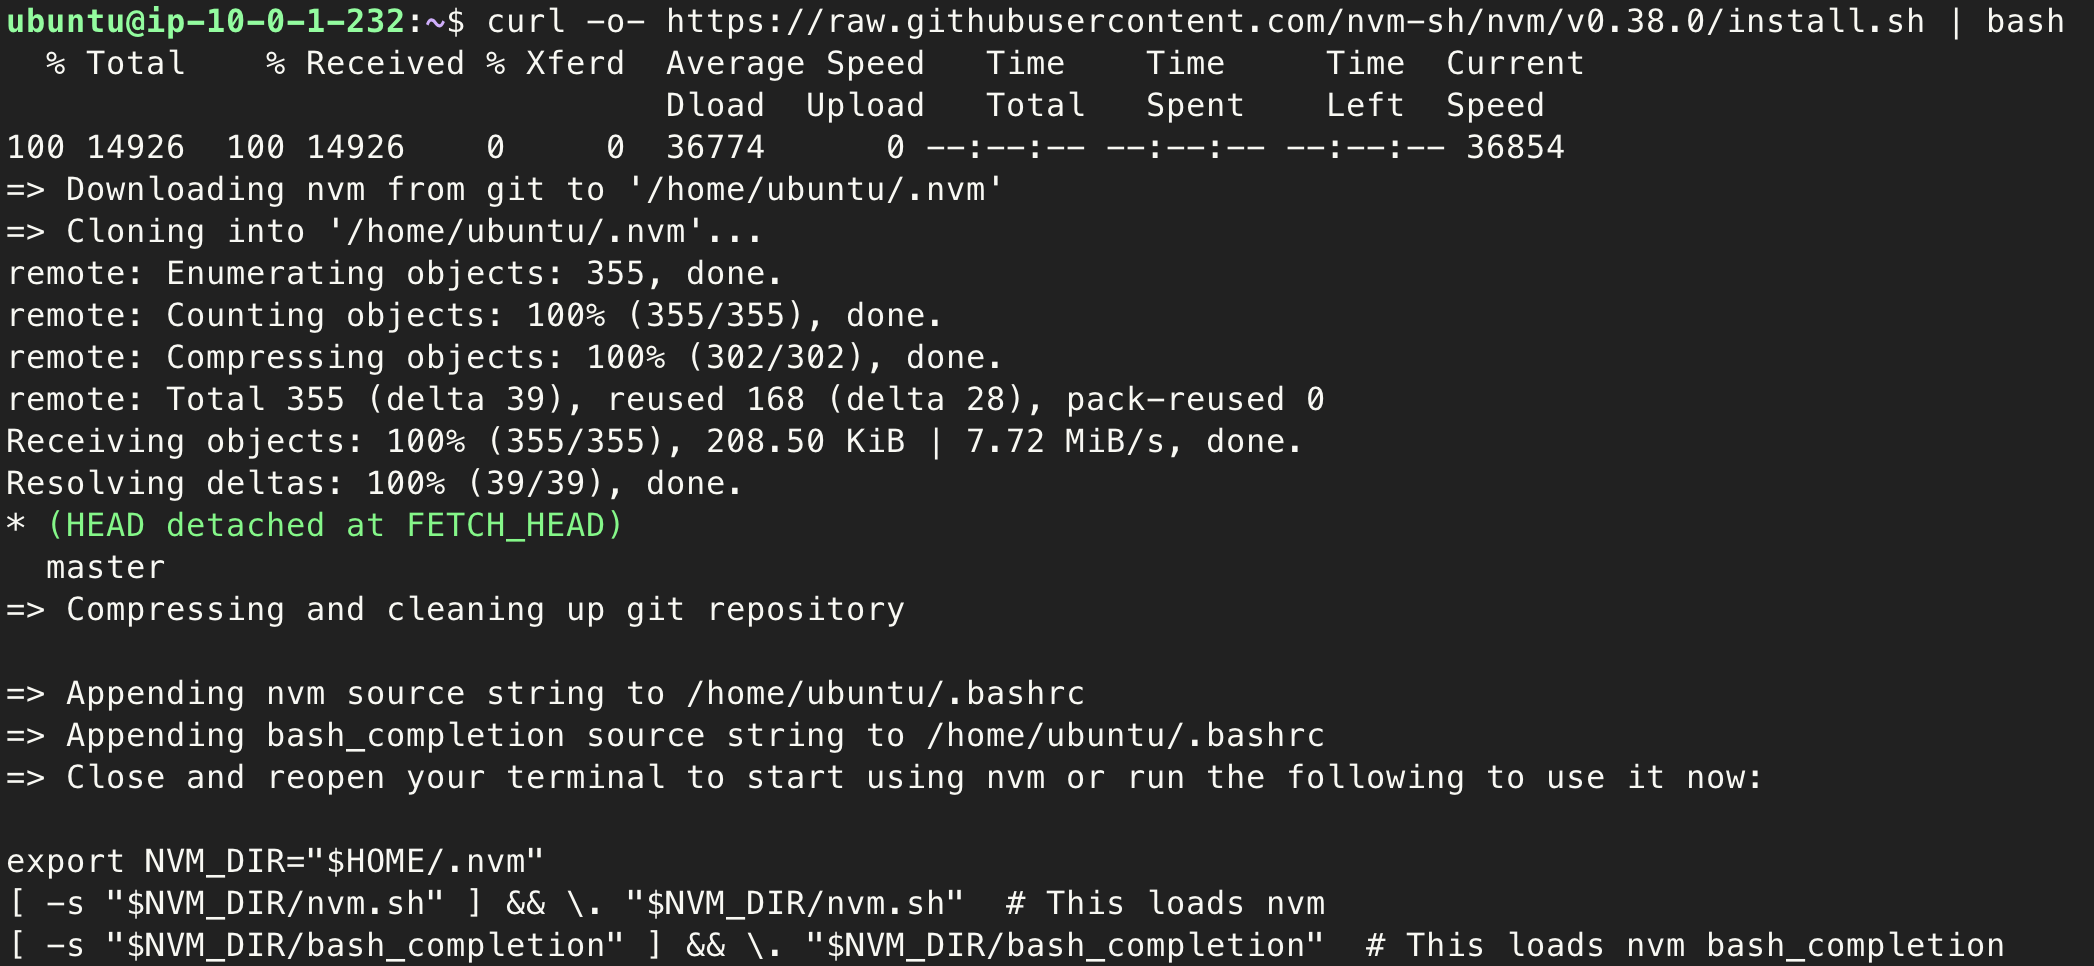 ubuntu@ip-10-0-1-232:~$ curl -o- https://raw.githubusercontent.com/nvm-sh/nvm/v0.38.0/install.sh | bash
  % Total    % Received % Xferd  Average Speed   Time    Time     Time  Current
                                 Dload  Upload   Total   Spent    Left  Speed
100 14926  100 14926    0     0  36774      0 --:--:-- --:--:-- --:--:-- 36854
=> Downloading nvm from git to '/home/ubuntu/.nvm'
=> Cloning into '/home/ubuntu/.nvm'...
remote: Enumerating objects: 355, done.
remote: Counting objects: 100% (355/355), done.
remote: Compressing objects: 100% (302/302), done.
remote: Total 355 (delta 39), reused 168 (delta 28), pack-reused 0
Receiving objects: 100% (355/355), 208.50 KiB | 7.72 MiB/s, done.
Resolving deltas: 100% (39/39), done.
* (HEAD detached at FETCH_HEAD)
  master
=> Compressing and cleaning up git repository

=> Appending nvm source string to /home/ubuntu/.bashrc
=> Appending bash_completion source string to /home/ubuntu/.bashrc
=> Close and reopen your terminal to start using nvm or run the following to use it now:

export NVM_DIR="$HOME/.nvm"
[ -s "$NVM_DIR/nvm.sh" ] && \. "$NVM_DIR/nvm.sh"  # This loads nvm
[ -s "$NVM_DIR/bash_completion" ] && \. "$NVM_DIR/bash_completion"  # This loads nvm bash_completion